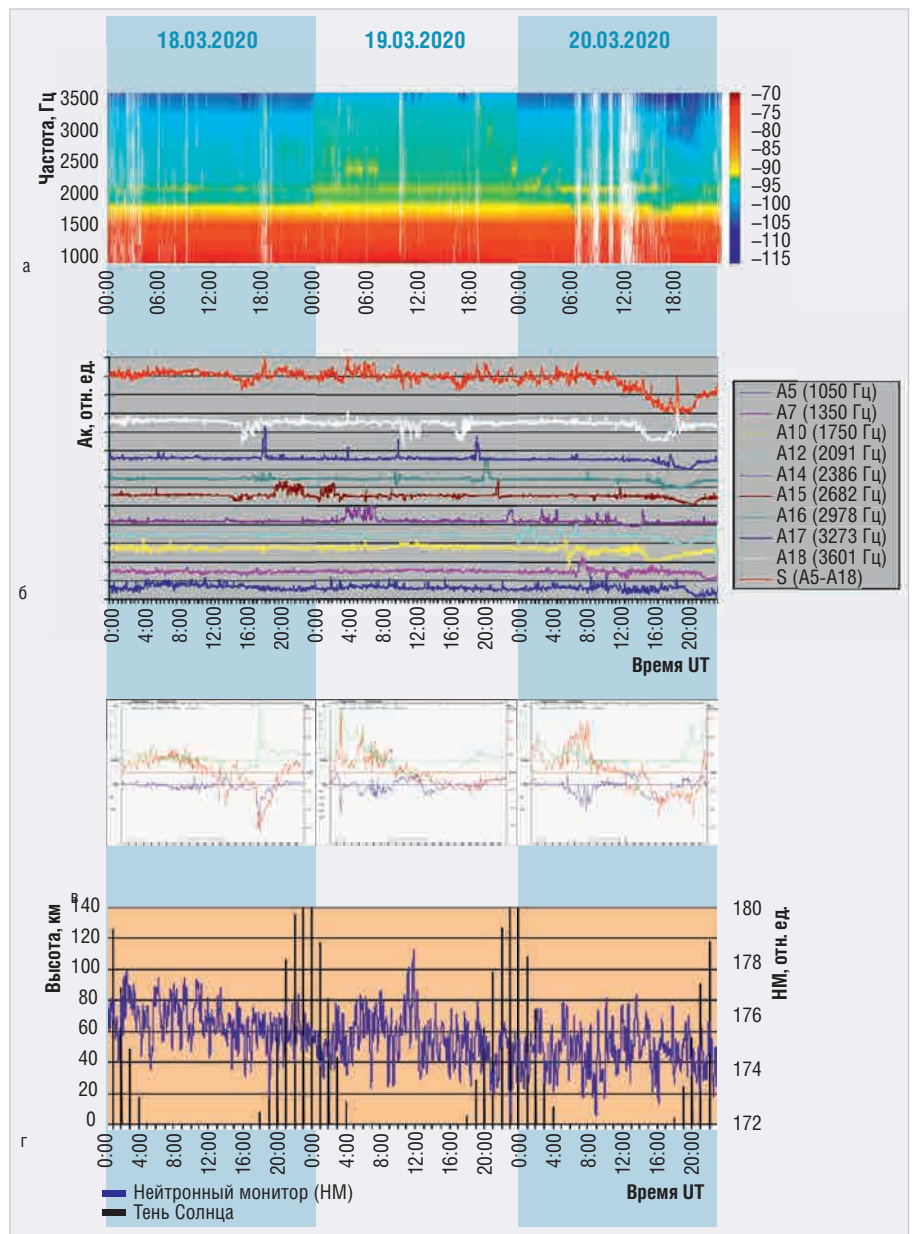 18.03.2020 19.03.2020 20.03.2020
Частота, Гц
3500
3000
2500
2000
1500
1000
-70
-75
-80
-85
-90
-95
-100
-105
-110
-115
а
00:00 06:00 12:00 18:00 00:00 06:00 12:00 18:00 00:00 06:00 12:00 18:00
Ак, отн. ед.
A5 (1050 Гц)
A7 (1350 Гц)
A10 (1750 Гц)
A12 (2091 Гц)
A14 (2386 Гц)
A15 (2682 Гц)
A16 (2978 Гц)
A17 (3273 Гц)
A18 (3601 Гц)
S (A5-A18)
б
0:00 4:00 8:00 12:00 16:00 20:00 0:00 4:00 8:00 12:00 16:00 20:00 0:00 4:00 8:00 12:00 16:00 20:00
Время UT
в
Высота, км
140
120
100
80
60
40
20
0
НМ, отн. ед.
180
178
176
174
172
г
0:00 4:00 8:00 12:00 16:00 20:00 0:00 4:00 8:00 12:00 16:00 20:00 0:00 4:00 8:00 12:00 16:00 20:00
Нейтронный монитор (НМ)
Время UT
Тень Солнца